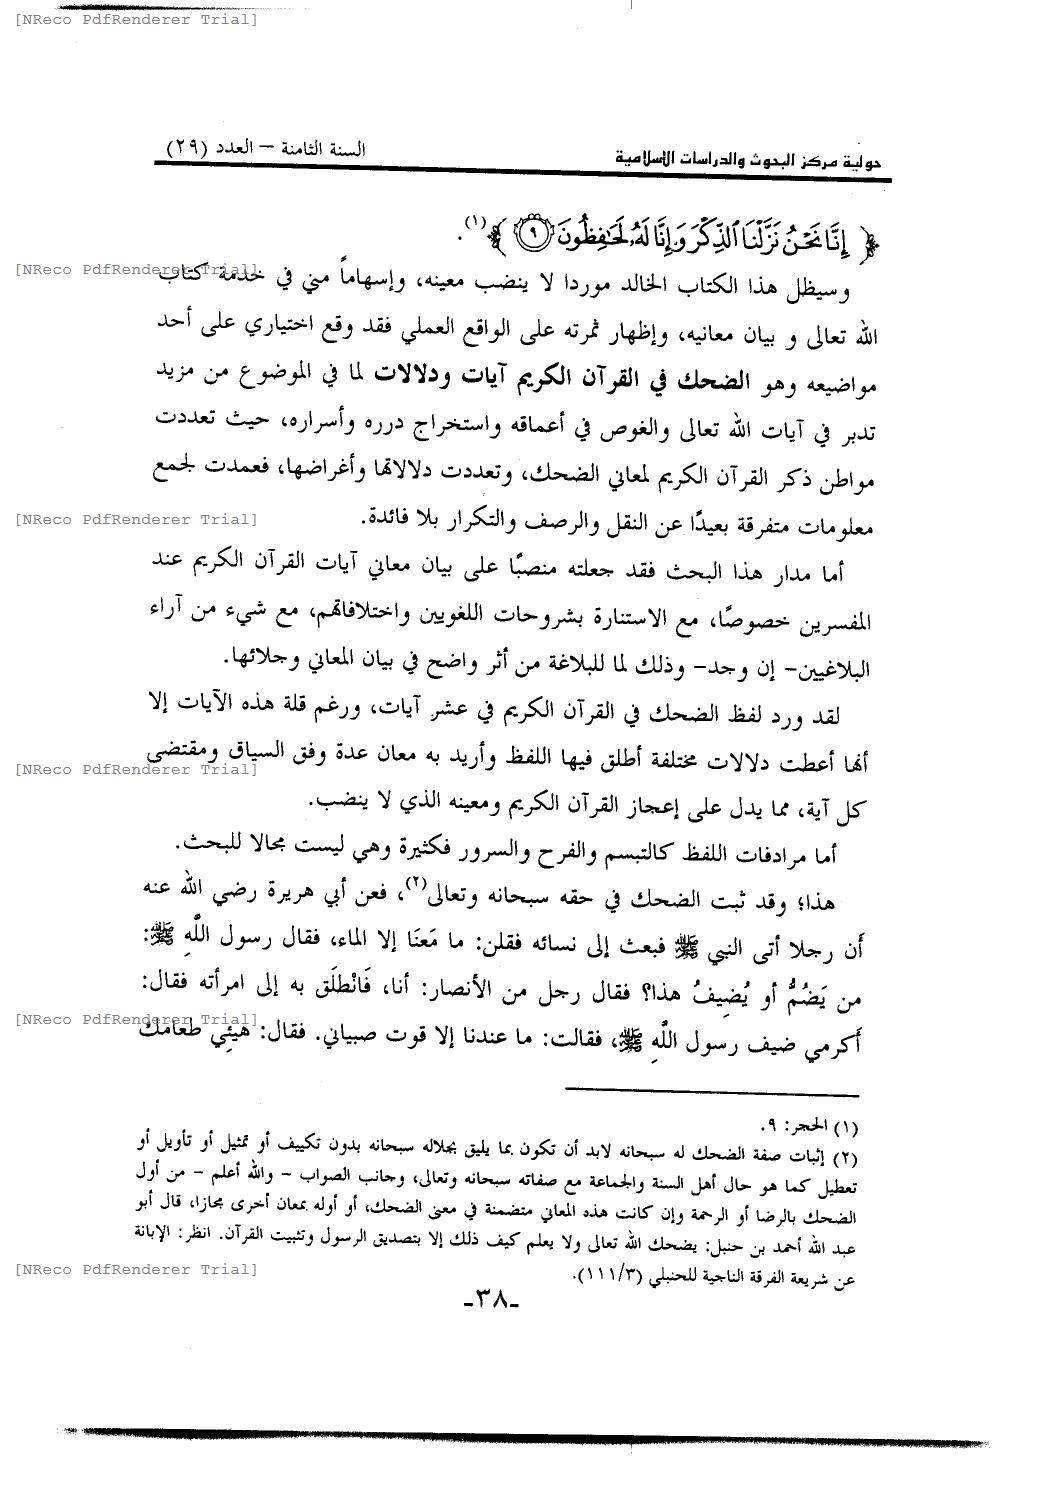 [NReco PdfRenderer Trial]
حولية مركز البحوث والدراسات الإسلامية
السنة الثامنة – العدد (٢٩)
﴿ إِنَّا نَحْنُ نَزَّلْنَا ٱلذِّكْرَ وَإِنَّا لَهُۥ لَحَٰفِظُونَ ٩ ﴾(١).
[NReco PdfRenderer Trial]
وسيظل هذا الكتاب الخالد موردا لا ينضب معينه، وإسهاماً مني في خدمة كتاب
الله تعالى و بيان معانيه، وإظهار ثمرته على الواقع العملي فقد وقع اختياري على أحد
مواضيعه وهو الضحك في القرآن الكريم آيات ودلالات لما في الموضوع من مزيد
تدبر في آيات الله تعالى والغوص في أعماقه واستخراج درره وأسراره، حيث تعددت
مواطن ذكر القرآن الكريم لمعاني الضحك، وتعددت دلالاتها وأغراضها، فعمدت لجمع
[NReco PdfRenderer Trial]
معلومات متفرقة بعيدًا عن النقل والرصف والتكرار بلا فائدة.
أما مدار هذا البحث فقد جعلته منصبًا على بيان معاني آيات القرآن الكريم عند
المفسرين خصوصًا، مع الاستنارة بشروحات اللغويين واختلافاتهم، مع شيء من آراء
البلاغيين– إن وجد– وذلك لما للبلاغة من أثر واضح في بيان المعاني وجلائها.
لقد ورد لفظ الضحك في القرآن الكريم في عشر آيات، ورغم قلة هذه الآيات إلا
أنها أعطت دلالات مختلفة أطلق فيها اللفظ وأريد به معان عدة وفق السياق ومقتضى
[NReco PdfRenderer Trial]
كل آية، مما يدل على إعجاز القرآن الكريم ومعينه الذي لا ينضب.
أما مرادفات اللفظ كالتبسم والفرح والسرور فكثيرة وهي ليست مجالا للبحث.
هذا؛ وقد ثبت الضحك في حقه سبحانه وتعالى(٢)، فعن أبي هريرة رضي الله عنه
أَن رجلا أتى النبي ﷺ فبعث إلى نسائه فقلن: ما مَعَنَا إلا الماء، فقال رسول اللَّهِ ﷺ:
من يَضُمُّ أو يُضِيفُ هذا؟ فقال رجل من الأنصار: أنا، فَانْطَلَق به إلى امرأته فقال:
[NReco PdfRenderer Trial]
أَكرمي ضيف رسول اللَّهِ ﷺ، فقالت: ما عندنا إلا قوت صبياني. فقال: هيئِي طعامك
(١) الحجر: ٩.
(٢) إثبات صفة الضحك له سبحانه لابد أن تكون بما يليق بجلاله سبحانه بدون تكييف أو تمثيل أو تأويل أو
تعطيل كما هو حال أهل السنة والجماعة مع صفاته سبحانه وتعالى، وجانب الصواب – والله أعلم – من أول
الضحك بالرضا أو الرحمة وإن كانت هذه المعاني متضمنة في معنى الضحك، أو أوله بمعان أخرى مجازا، قال أبو
عبد الله أحمد بن حنبل: يضحك الله تعالى ولا يعلم كيف ذلك إلا بتصديق الرسول وتثبيت القرآن. انظر: الإبانة
[NReco PdfRenderer Trial]
عن شريعة الفرقة الناجية للحنبلي (١١١/٣).
-٣٨-